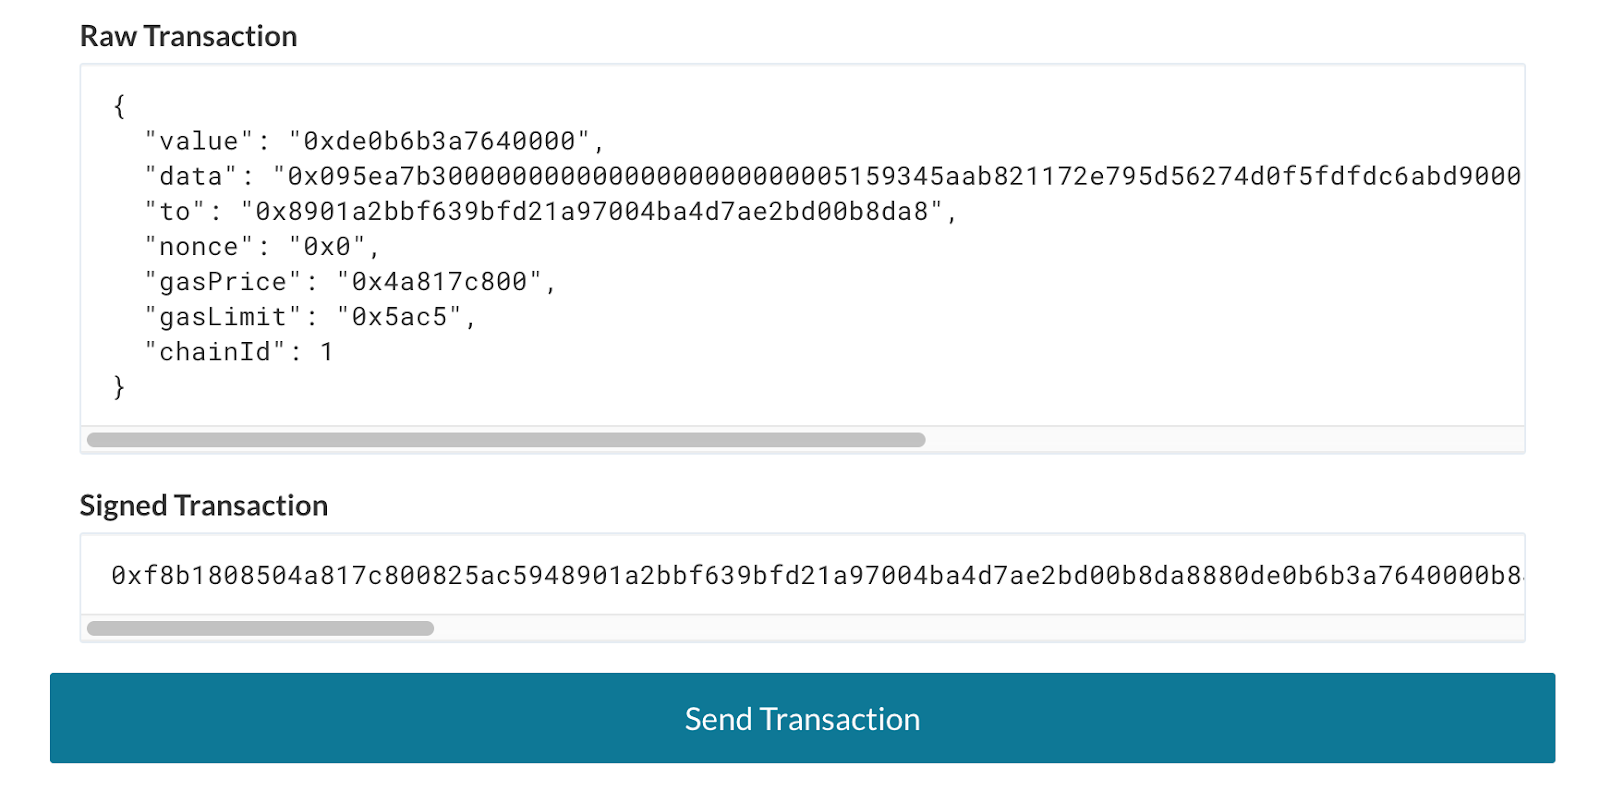 Raw Transaction
{
"value": "0xde0b6b3a7640000",
"data": "0x095ea7b30000000000000000000000005159345aab821172e795d56274d0f5fdfdc6abd9000
"to": "0x8901a2bbf639bfd21a97004ba4d7ae2bd00b8da8",
"nonce": "0x0",
"gasPrice": "0x4a817c800",
"gasLimit": "0x5ac5",
"chainId": 1
}
Signed Transaction
0xf8b1808504a817c800825ac5948901a2bbf639bfd21a97004ba4d7ae2bd00b8da8880de0b6b3a7640000b8
Send Transaction